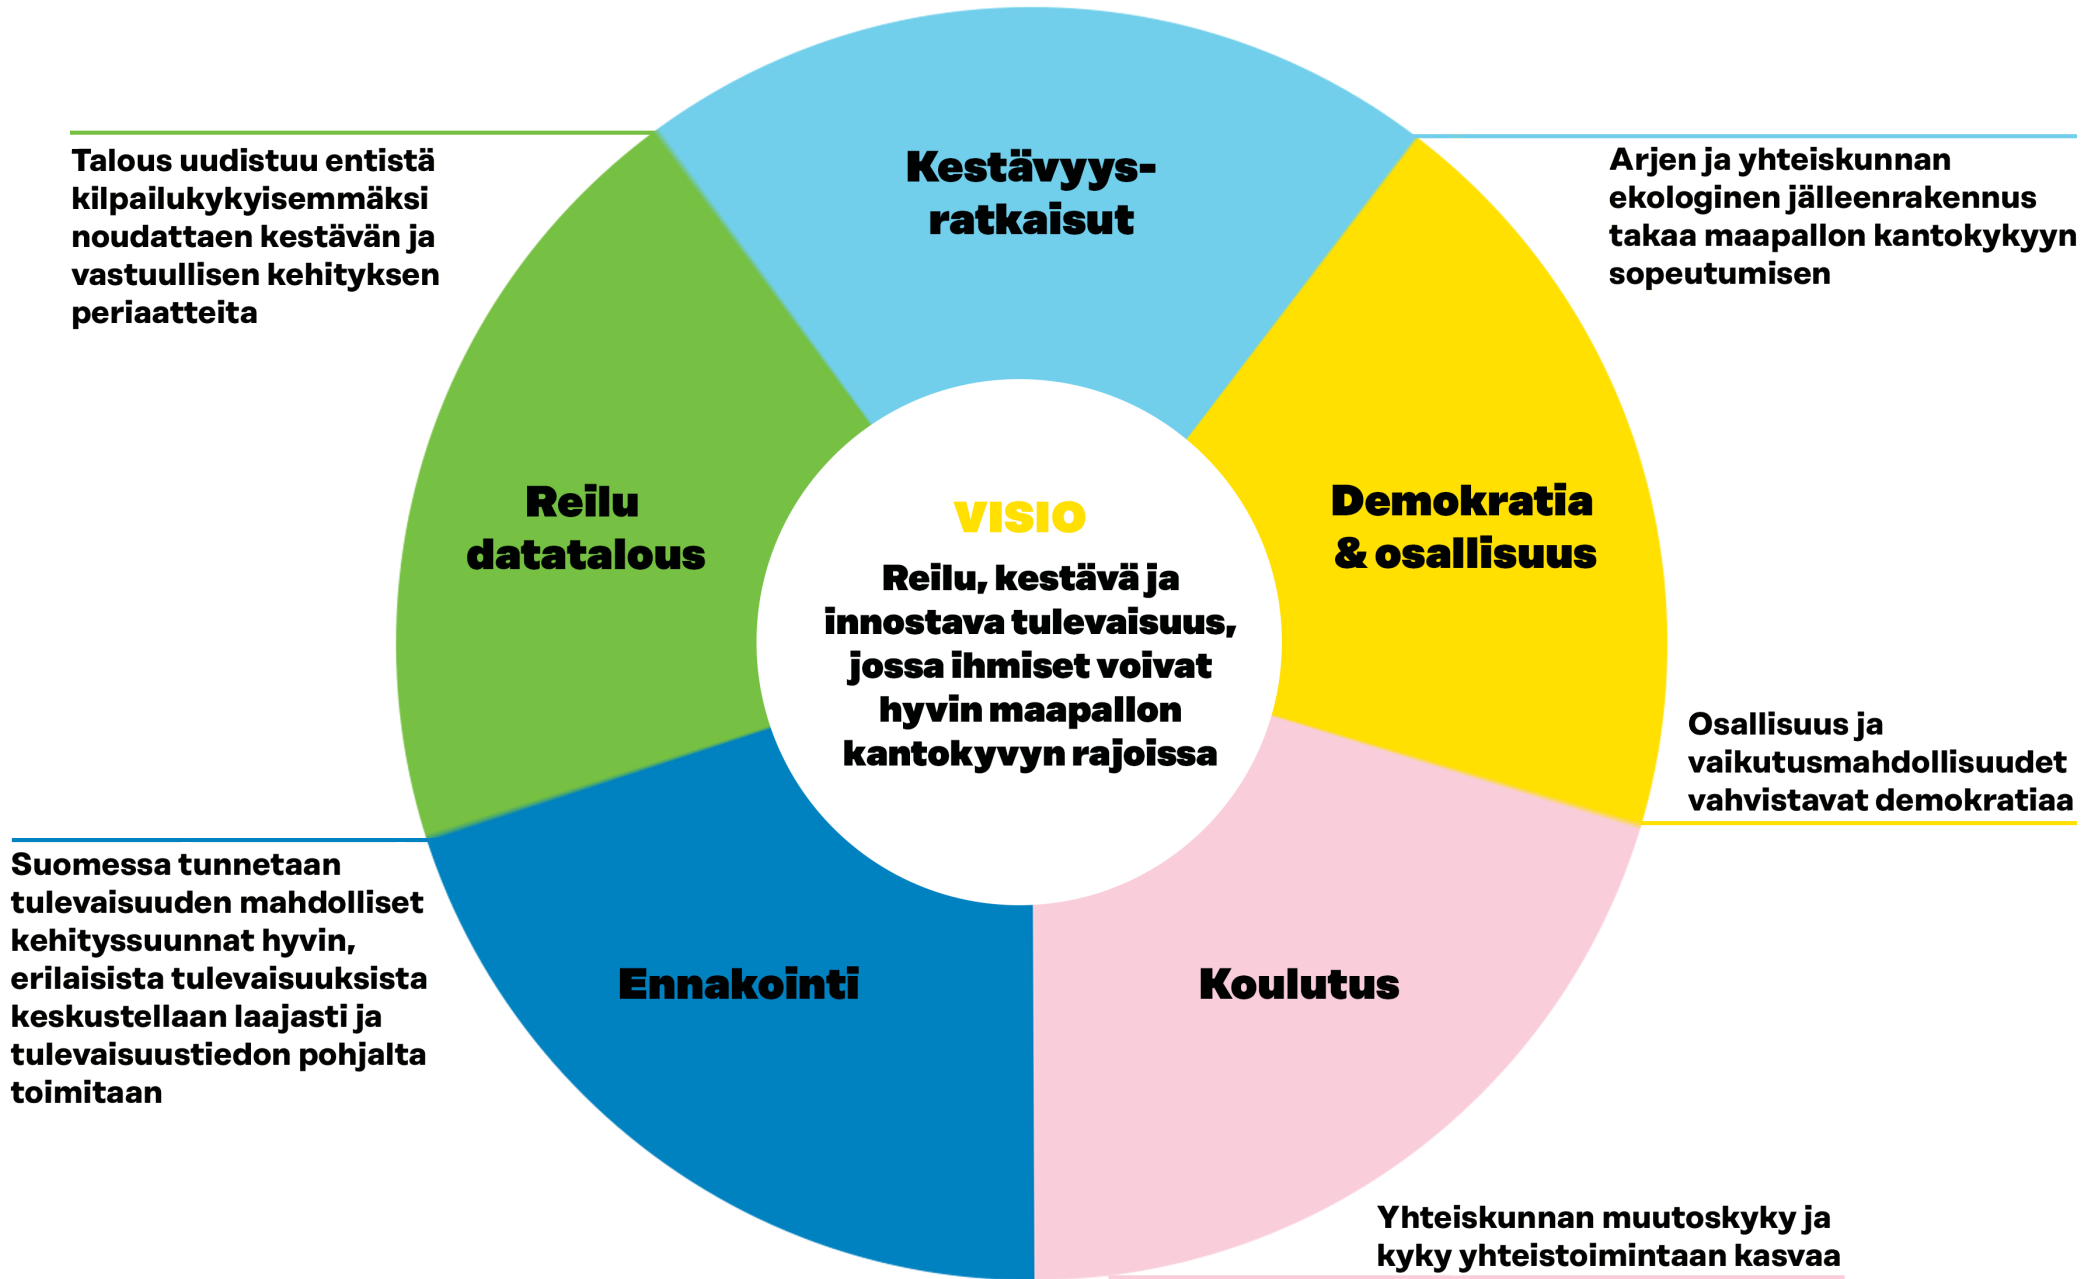 Kestävyys-
ratkaisut
Arjen ja yhteiskunnan
ekologinen jälleenrakennus
takaa maapallon kantokykyyn
sopeutumisen
Demokratia
& osallisuus
Osallisuus ja
vaikutusmahdollisuudet
vahvistavat demokratiaa
Koulutus
Yhteiskunnan muutoskyky ja
kyky yhteistoimintaan kasvaa
Ennakointi
Suomessa tunnetaan
tulevaisuuden mahdolliset
kehityssuunnat hyvin,
erilaisista tulevaisuuksista
keskustellaan laajasti ja
tulevaisuustiedon pohjalta
toimitaan
Reilu
datatalous
Talous uudistuu entistä
kilpailukykyisemmäksi
noudattaen kestävän ja
vastuullisen kehityksen
periaatteita
VISIO
Reilu, kestävä ja
innostava tulevaisuus,
jossa ihmiset voivat
hyvin maapallon
kantokyvyn rajoissa